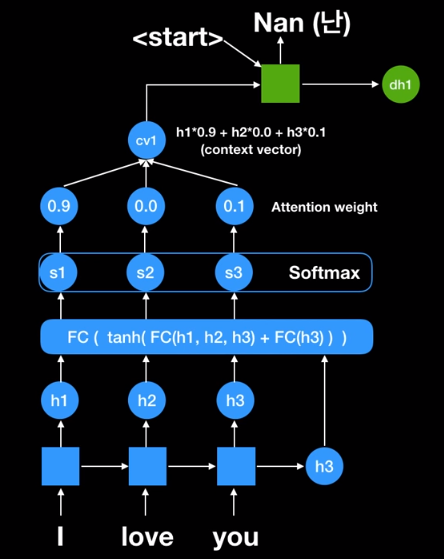 <start>
Nan (난)
dh1
cv1
h1*0.9 + h2*0.0 + h3*0.1
(context vector)
0.9 0.0 0.1 Attention weight
s1 s2 s3 Softmax
FC ( tanh( FC(h1, h2, h3) + FC(h3) ) )
h1 h2 h3
h3
I love you